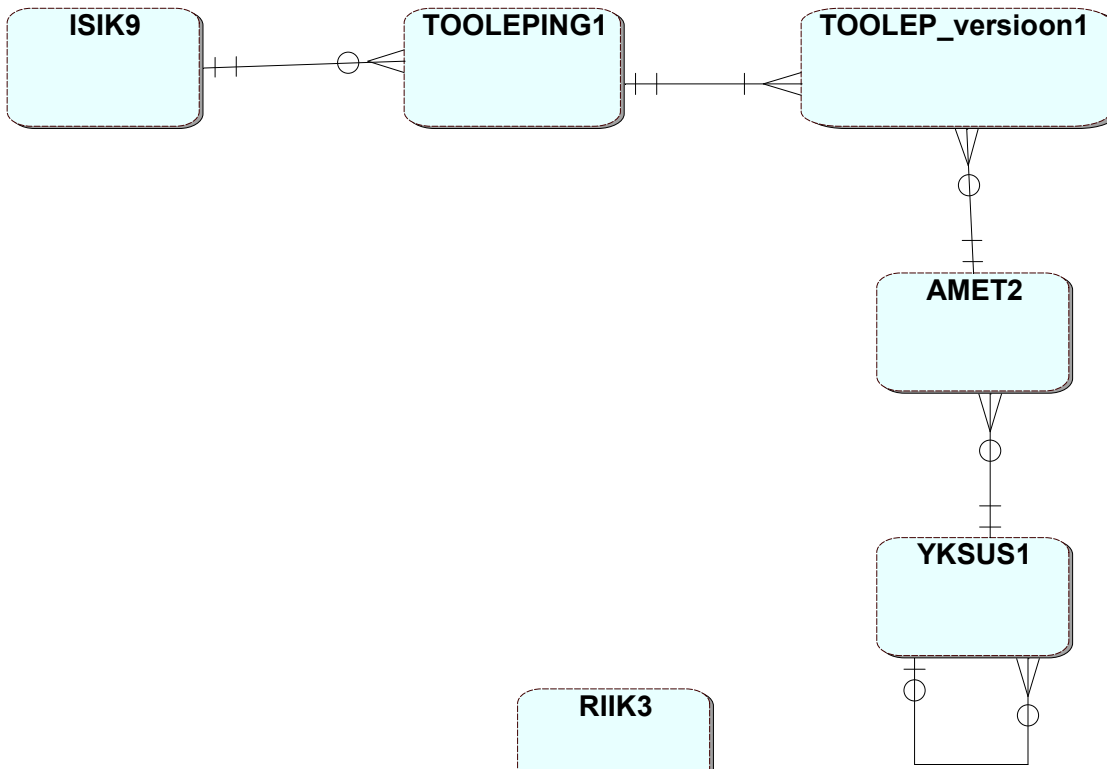 ISIK9
TOOLEPING1
TOOLEP_versioon1
AMET2
YKSUS1
RIIK3